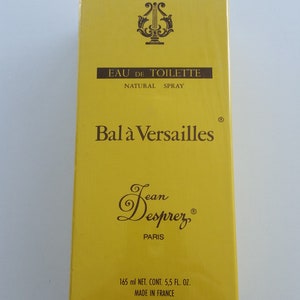 EAU DE TOILETTE
NATURAL SPRAY
Bal à Versailles®
Jean
Desprez®
PARIS
165 ml NET. CONT. 5,5 FL. OZ.
MADE IN FRANCE